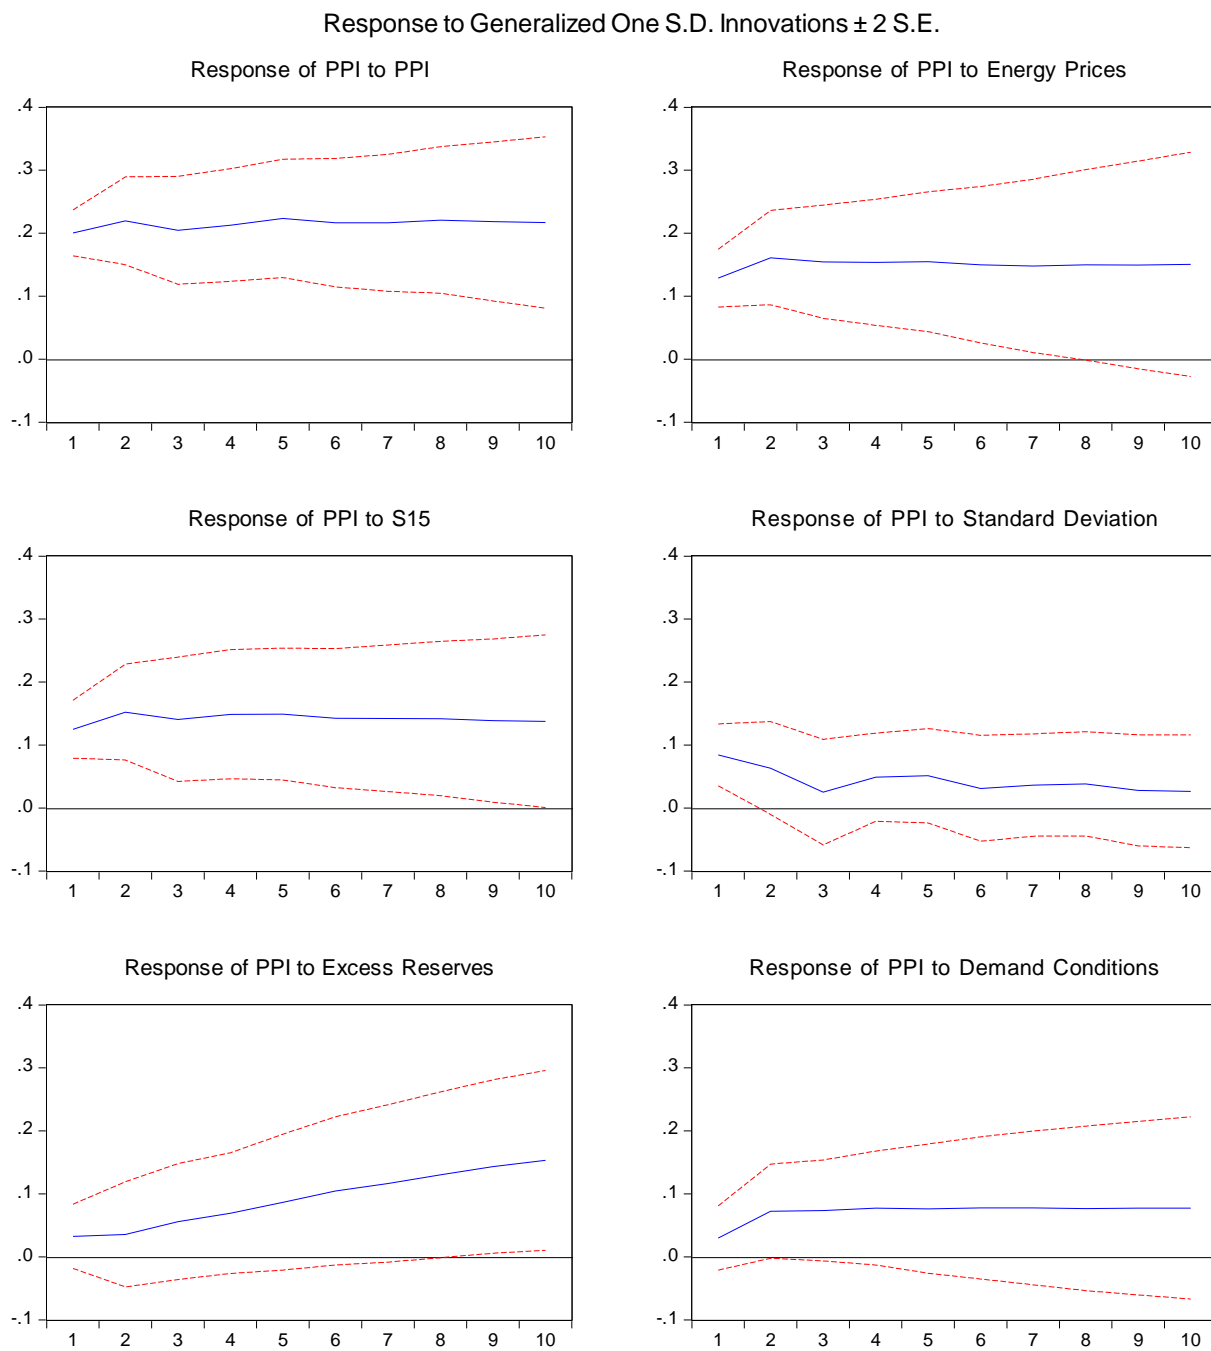 Response to Generalized One S.D. Innovations ± 2 S.E.
Response of PPI to PPI
.4
.3
.2
.1
.0
-.1
1 2 3 4 5 6 7 8 9 10
Response of PPI to Energy Prices
.4
.3
.2
.1
.0
-.1
1 2 3 4 5 6 7 8 9 10
Response of PPI to S15
.4
.3
.2
.1
.0
-.1
1 2 3 4 5 6 7 8 9 10
Response of PPI to Standard Deviation
.4
.3
.2
.1
.0
-.1
1 2 3 4 5 6 7 8 9 10
Response of PPI to Excess Reserves
.4
.3
.2
.1
.0
-.1
1 2 3 4 5 6 7 8 9 10
Response of PPI to Demand Conditions
.4
.3
.2
.1
.0
-.1
1 2 3 4 5 6 7 8 9 10